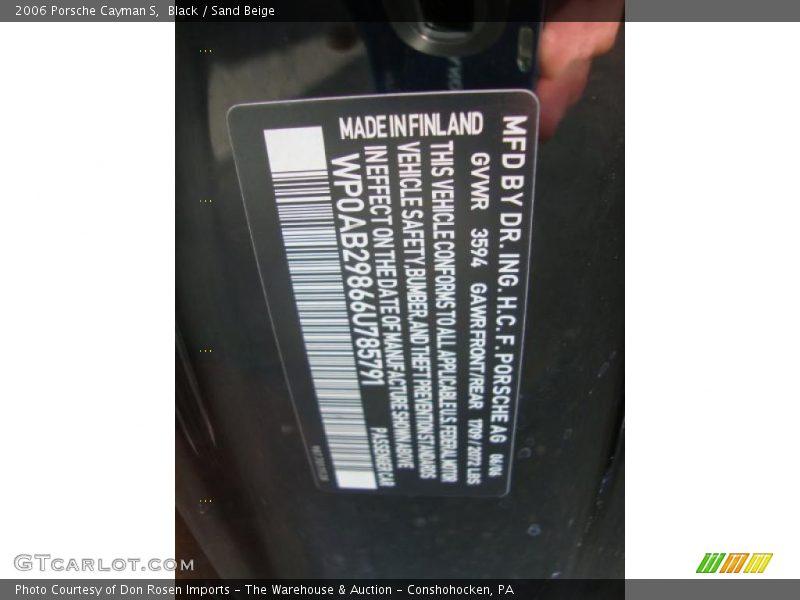 2006 Porsche Cayman S,  Black / Sand Beige
MFD BY DR. ING. H.C. F. PORSCHE AG 06/06
GVWR 3594 GAWR FRONT/REAR 1709 / 2072 LBS
THIS VEHICLE CONFORMS TO ALL APPLICABLE U.S. FEDERAL MOTOR
VEHICLE SAFETY, BUMPER, AND THEFT PREVENTION STANDARDS
IN EFFECT ON THE DATE OF MANUFACTURE SHOWN ABOVE
MADE IN FINLAND
WP0AB29866U785791 PASSENGER CAR
GTCARLOT.COM
Photo Courtesy of Don Rosen Imports - The Warehouse & Auction - Conshohocken, PA